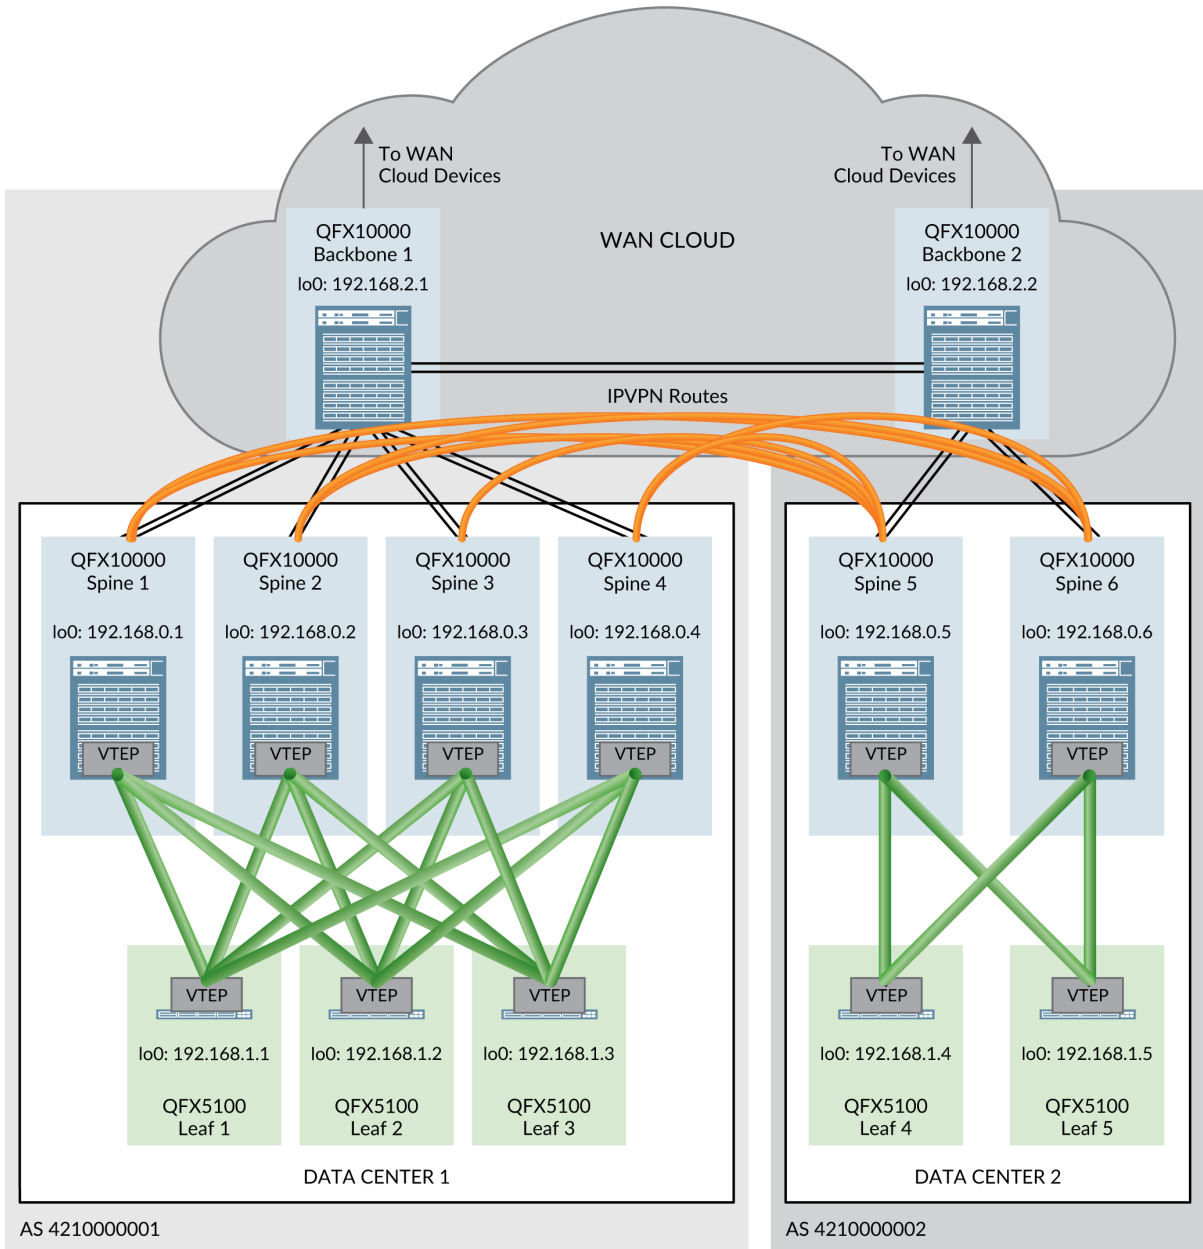 To WAN
Cloud Devices
To WAN
Cloud Devices
QFX10000
Backbone 1
lo0: 192.168.2.1
WAN CLOUD
QFX10000
Backbone 2
lo0: 192.168.2.2
IPVPN Routes
QFX10000
Spine 1
lo0: 192.168.0.1
VTEP
QFX10000
Spine 2
lo0: 192.168.0.2
VTEP
QFX10000
Spine 3
lo0: 192.168.0.3
VTEP
QFX10000
Spine 4
lo0: 192.168.0.4
VTEP
QFX10000
Spine 5
lo0: 192.168.0.5
VTEP
QFX10000
Spine 6
lo0: 192.168.0.6
VTEP
VTEP
lo0: 192.168.1.1
QFX5100
Leaf 1
VTEP
lo0: 192.168.1.2
QFX5100
Leaf 2
VTEP
lo0: 192.168.1.3
QFX5100
Leaf 3
VTEP
lo0: 192.168.1.4
QFX5100
Leaf 4
VTEP
lo0: 192.168.1.5
QFX5100
Leaf 5
DATA CENTER 1
DATA CENTER 2
AS 4210000001
AS 4210000002